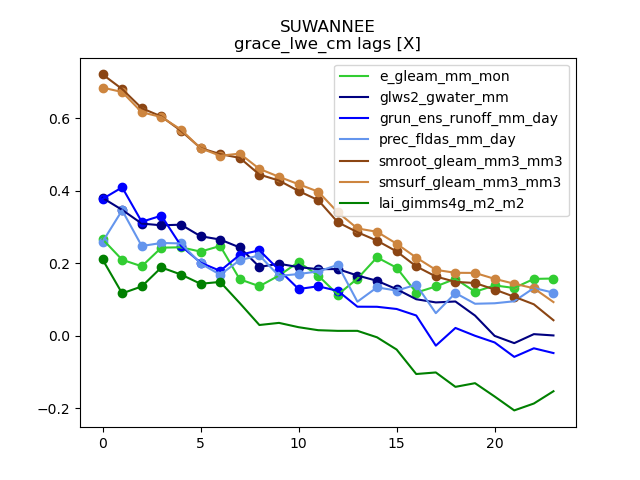 SUWANNEE
grace_lwe_cm lags [X]
e_gleam_mm_mon
glws2_gwater_mm
grun_ens_runoff_mm_day
prec_fldas_mm_day
smroot_gleam_mm3_mm3
smsurf_gleam_mm3_mm3
lai_gimms4g_m2_m2
0.6
0.4
0.2
0.0
−0.2
0
5
10
15
20